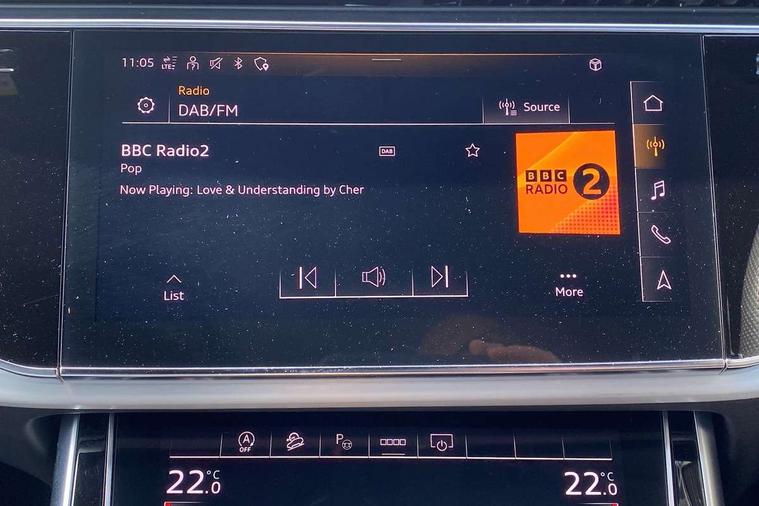 11:05 LTE
Radio
DAB/FM
Source
BBC Radio2
DAB
Pop
Now Playing: Love & Understanding by Cher
BBC
RADIO 2
List
More
A
OFF
P
22.0 °C
22.0 °C